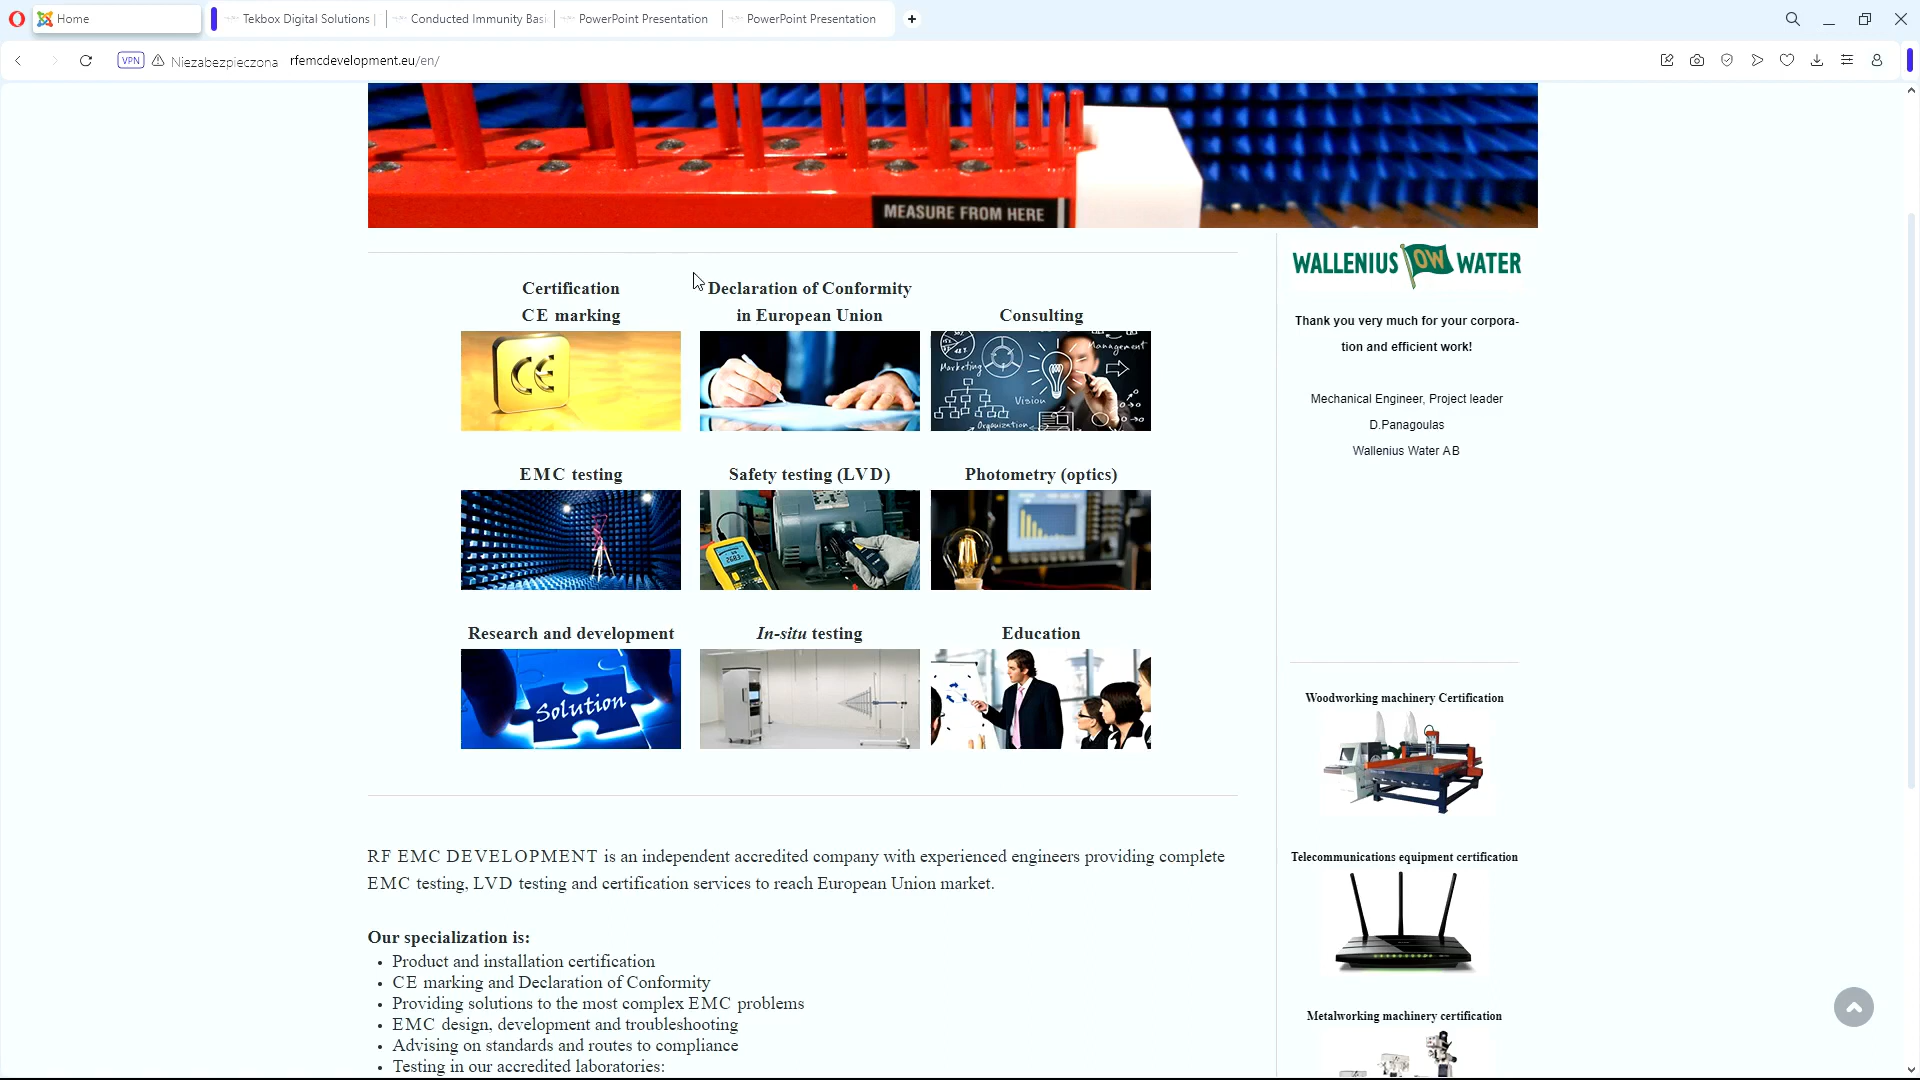 Home
Tekbox Digital Solutions |
Conducted Immunity Basi
PowerPoint Presentation
PowerPoint Presentation
VPN
Niezabezpieczona
rfemcdevelopment.eu/en/
MEASURE FROM HERE
Certification
CE marking
Declaration of Conformity
in European Union
Consulting
CE
Marketing
Management
Vision
Organization
EMC testing
Safety testing (LVD)
Photometry (optics)
Research and development
In-situ testing
Education
Solution
RF EMC DEVELOPMENT is an independent accredited company with experienced engineers providing complete
EMC testing, LVD testing and certification services to reach European Union market.
Our specialization is:
• Product and installation certification
• CE marking and Declaration of Conformity
• Providing solutions to the most complex EMC problems
• EMC design, development and troubleshooting
• Advising on standards and routes to compliance
• Testing in our accredited laboratories:
WALLENIUS OW WATER
Thank you very much for your corpora-
tion and efficient work!
Mechanical Engineer, Project leader
D.Panagoulas
Wallenius Water AB
Woodworking machinery Certification
Telecommunications equipment certification
Metalworking machinery certification